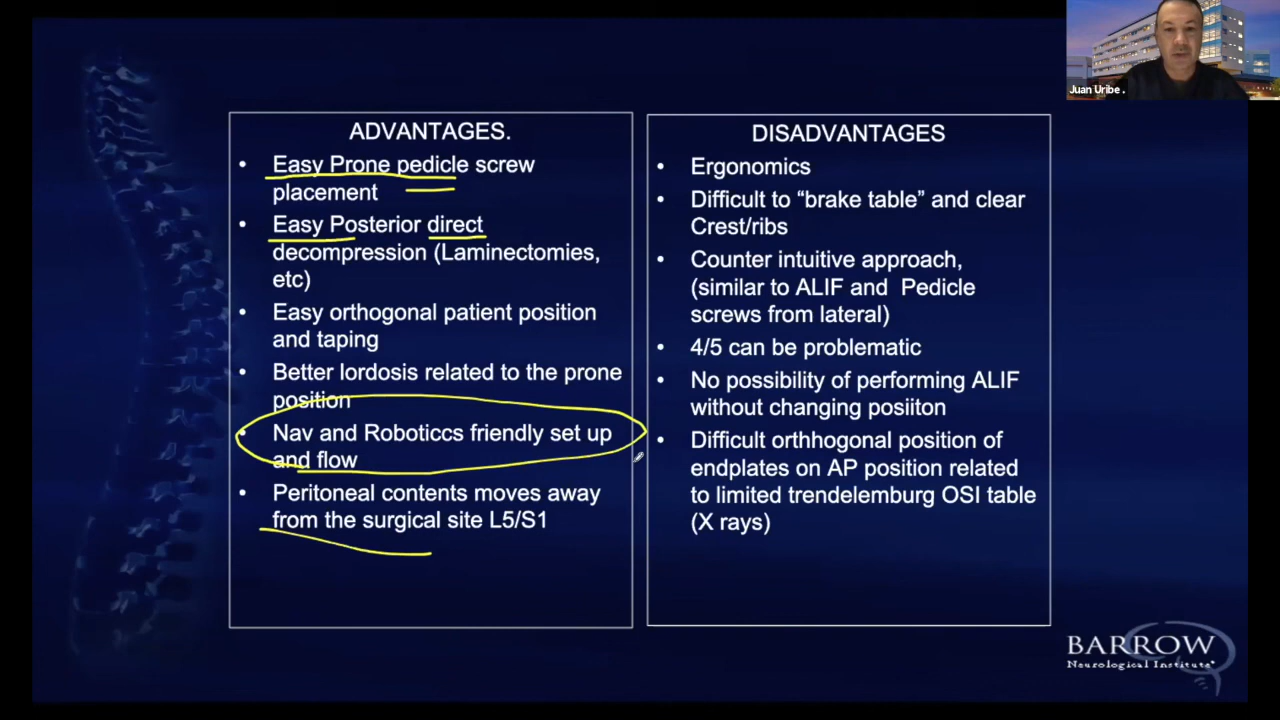 Juan Uribe .
ADVANTAGES.
• Easy Prone pedicle screw
placement
• Easy Posterior direct
decompression (Laminectomies,
etc)
• Easy orthogonal patient position
and taping
• Better lordosis related to the prone
position
• Nav and Roboticcs friendly set up
and flow
• Peritoneal contents moves away
from the surgical site L5/S1
DISADVANTAGES
• Ergonomics
• Difficult to “brake table” and clear
Crest/ribs
• Counter intuitive approach,
(similar to ALIF and Pedicle
screws from lateral)
• 4/5 can be problematic
• No possibility of performing ALIF
without changing posiiton
• Difficult orthhogonal position of
endplates on AP position related
to limited trendelemburg OSI table
(X rays)
BARROW
Neurological Institute